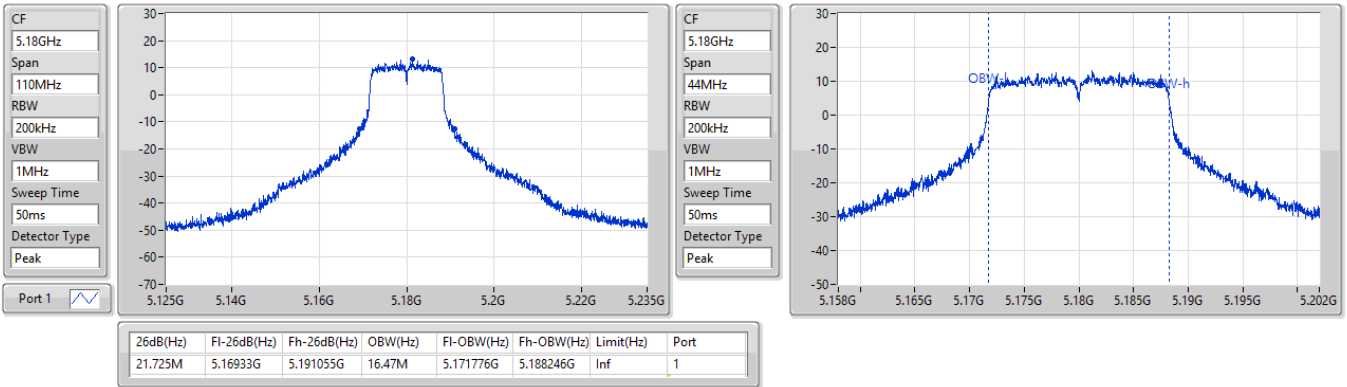 CF
5.18GHz
Span
110MHz
RBW
200kHz
VBW
1MHz
Sweep Time
50ms
Detector Type
Peak
Port 1
30
20
10
0
-10
-20
-30
-40
-50
-60
-70
5.125G 5.14G 5.16G 5.18G 5.2G 5.22G 5.235G
CF
5.18GHz
Span
44MHz
RBW
200kHz
VBW
1MHz
Sweep Time
50ms
Detector Type
Peak
30
20
10
0
-10
-20
-30
-40
-50
OBW-l
OBW-h
5.158G 5.165G 5.17G 5.175G 5.18G 5.185G 5.19G 5.195G 5.202G
26dB(Hz) Fl-26dB(Hz) Fh-26dB(Hz) OBW(Hz) Fl-OBW(Hz) Fh-OBW(Hz) Limit(Hz) Port
21.725M 5.16933G 5.191055G 16.47M 5.171776G 5.188246G Inf 1